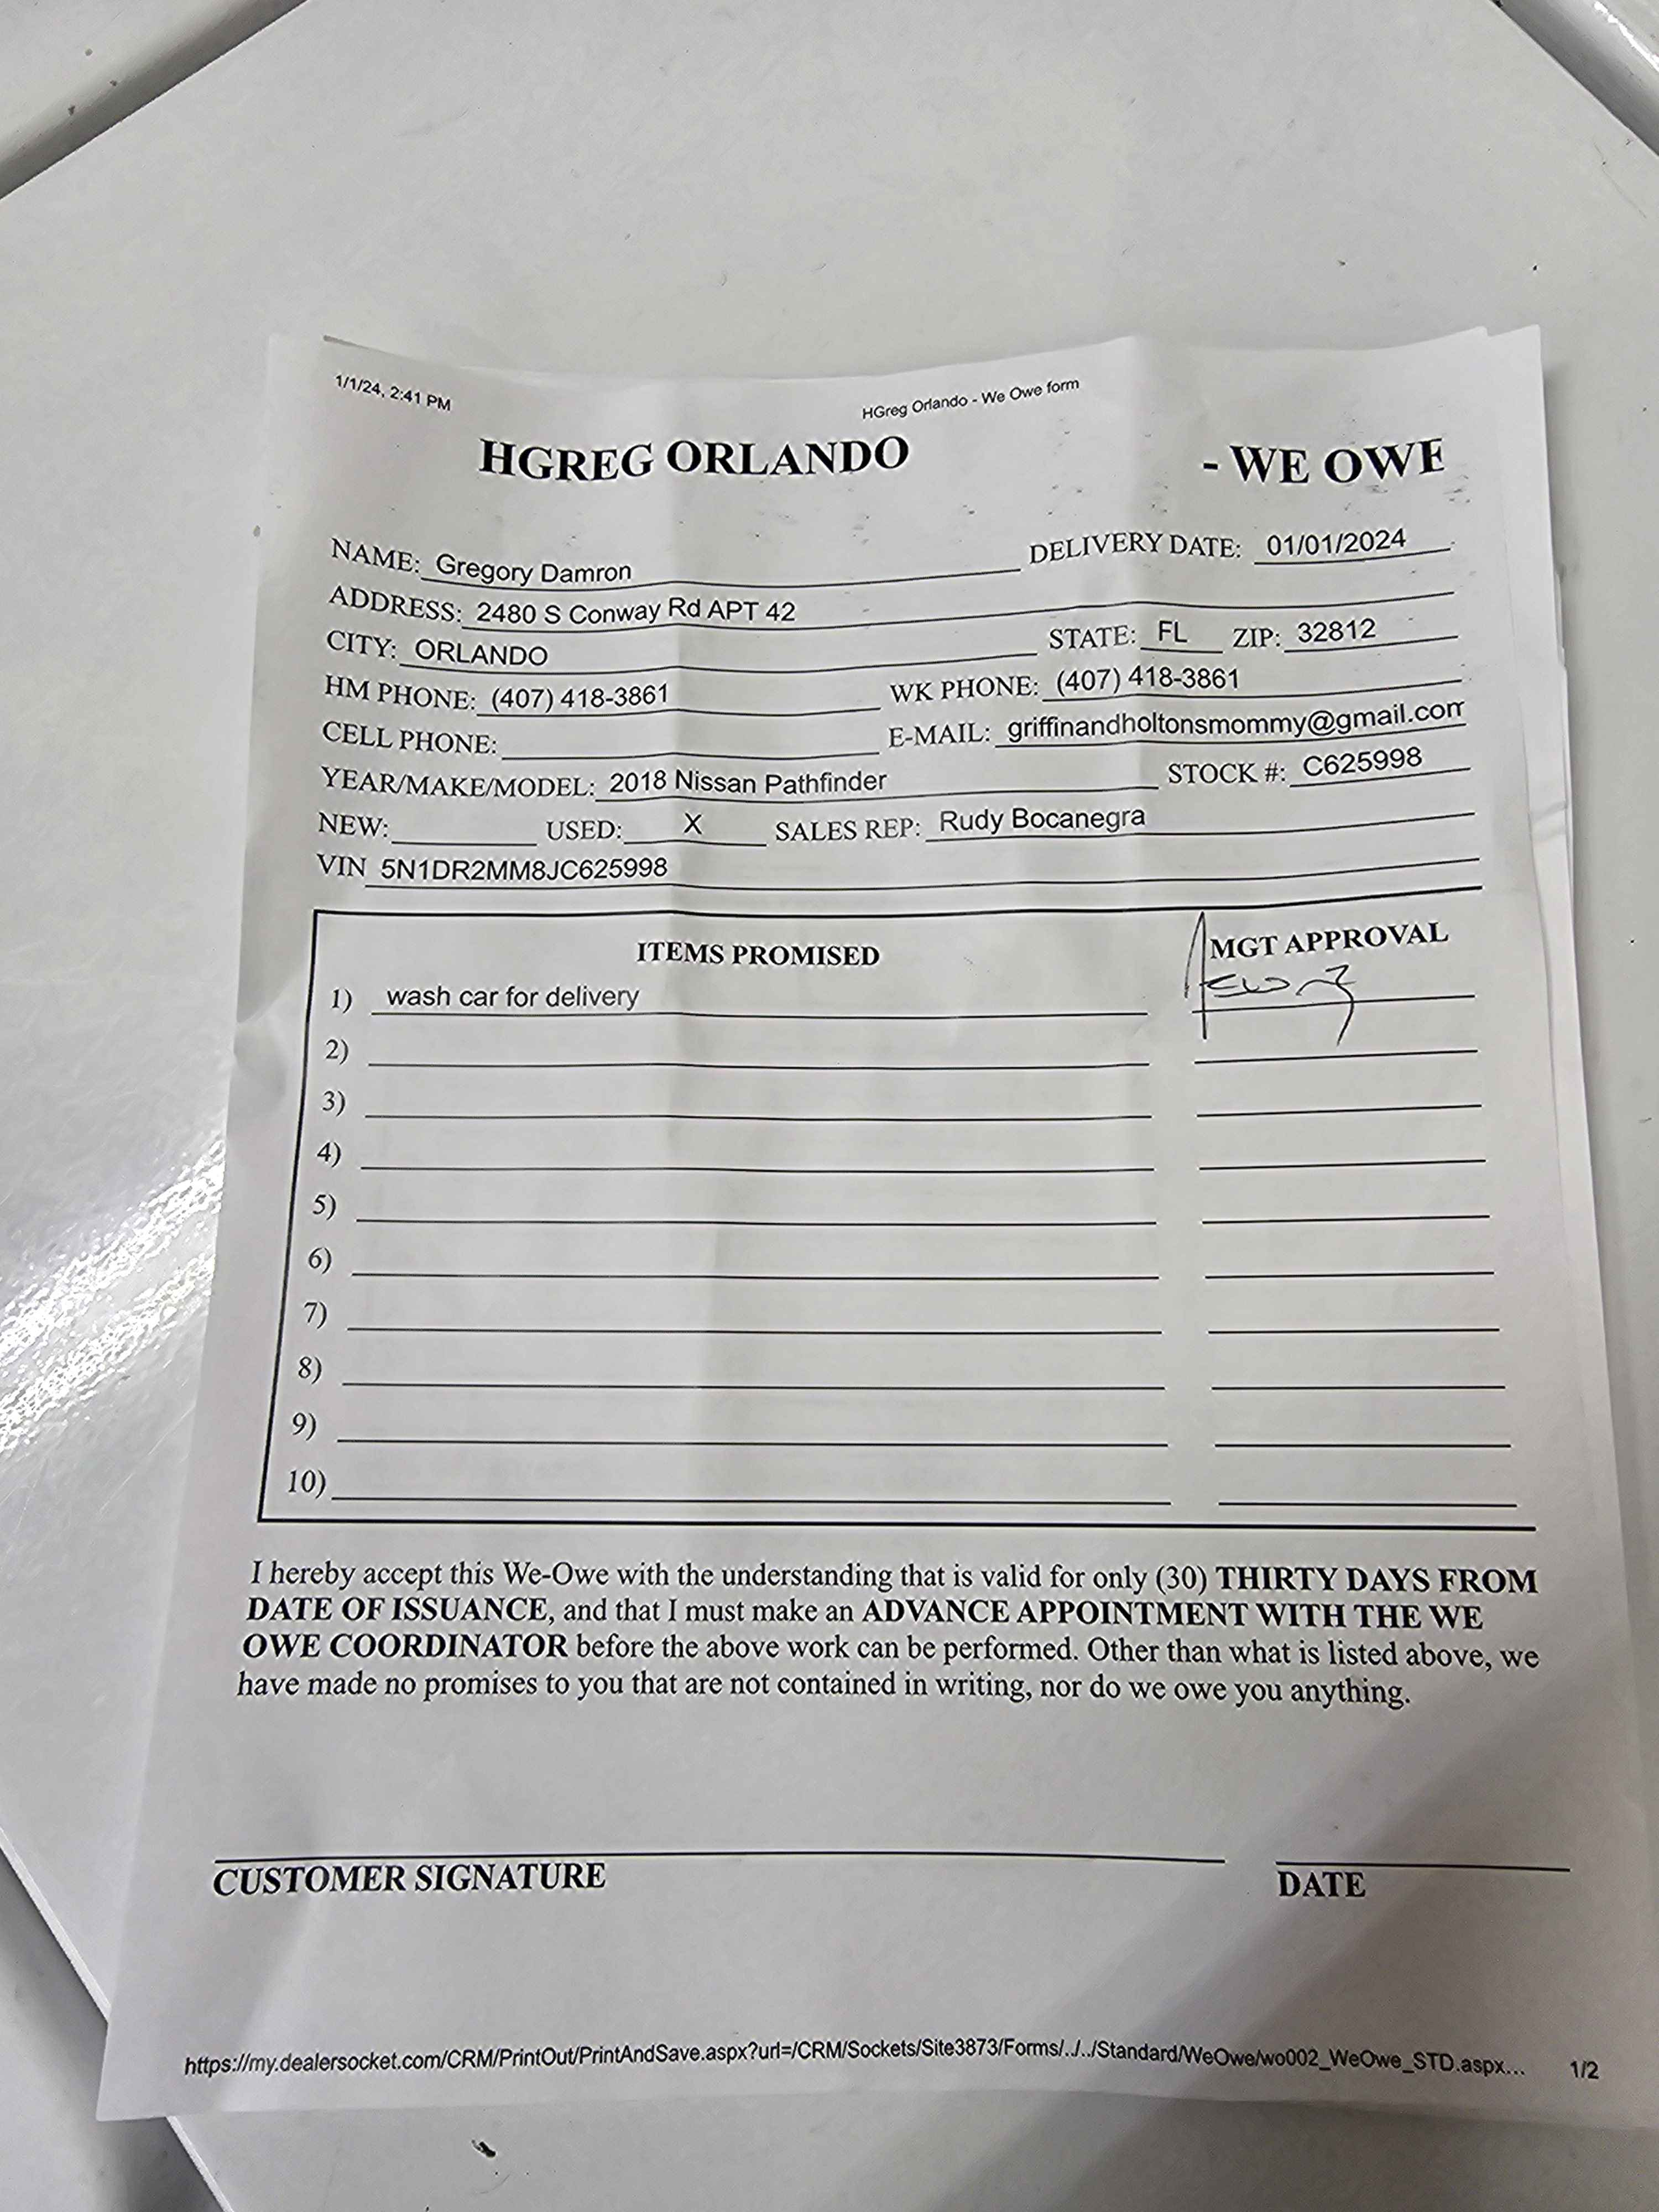 1/1/24, 2:41 PM HGreg Orlando - We Owe form
HGREG ORLANDO - WE OWE
NAME: Gregory Damron DELIVERY DATE: 01/01/2024
ADDRESS: 2480 S Conway Rd APT 42
CITY: ORLANDO STATE: FL ZIP: 32812
HM PHONE: (407) 418-3861 WK PHONE: (407) 418-3861
CELL PHONE: E-MAIL: griffinandholtonsmommy@gmail.com
YEAR/MAKE/MODEL: 2018 Nissan Pathfinder STOCK #: C625998
NEW: USED: X SALES REP: Rudy Bocanegra
VIN 5N1DR2MM8JC625998
ITEMS PROMISED MGT APPROVAL
1) wash car for delivery
2)
3)
4)
5)
6)
7)
8)
9)
10)
I hereby accept this We-Owe with the understanding that is valid for only (30) THIRTY DAYS FROM
DATE OF ISSUANCE, and that I must make an ADVANCE APPOINTMENT WITH THE WE
OWE COORDINATOR before the above work can be performed. Other than what is listed above, we
have made no promises to you that are not contained in writing, nor do we owe you anything.
CUSTOMER SIGNATURE DATE
https://my.dealersocket.com/CRM/PrintOut/PrintAndSave.aspx?url=/CRM/Sockets/Site3873/Forms/../../Standard/WeOwe/wo002_WeOwe_STD.aspx... 1/2